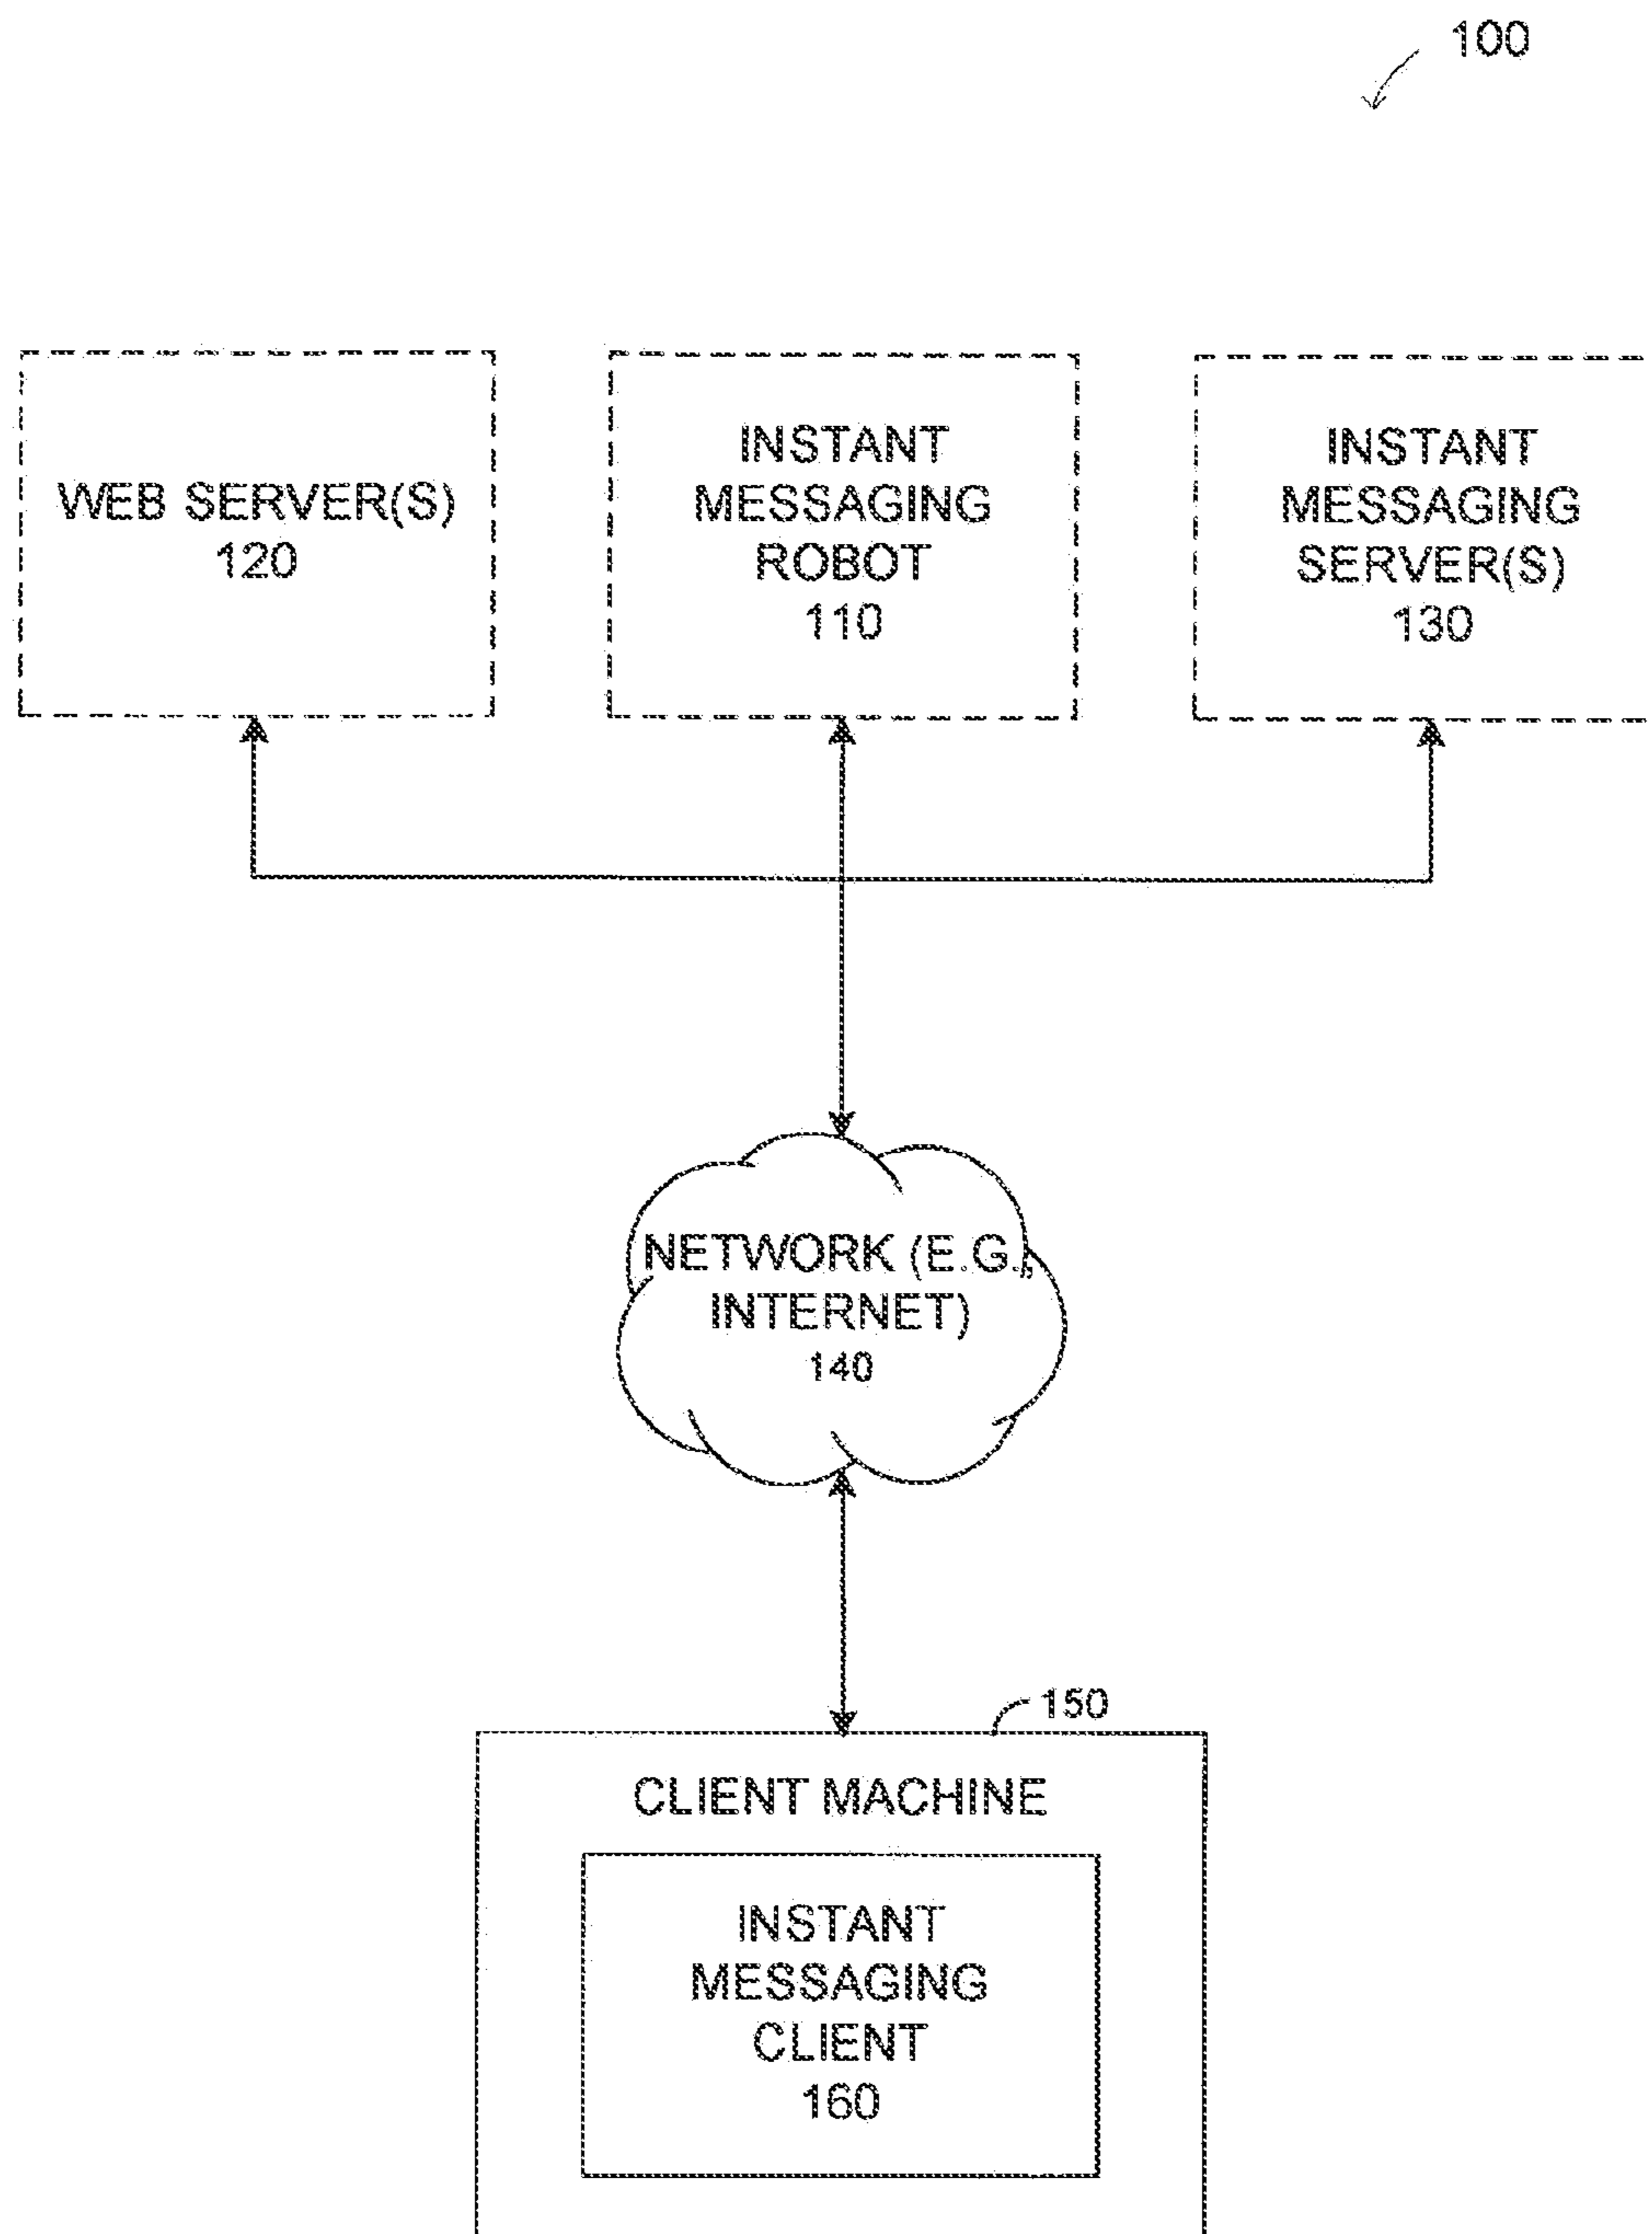 100
WEB SERVER(S)
120
INSTANT
MESSAGING
ROBOT
110
INSTANT
MESSAGING
SERVER(S)
130
NETWORK (E.G.,
INTERNET)
140
150
CLIENT MACHINE
INSTANT
MESSAGING
CLIENT
160